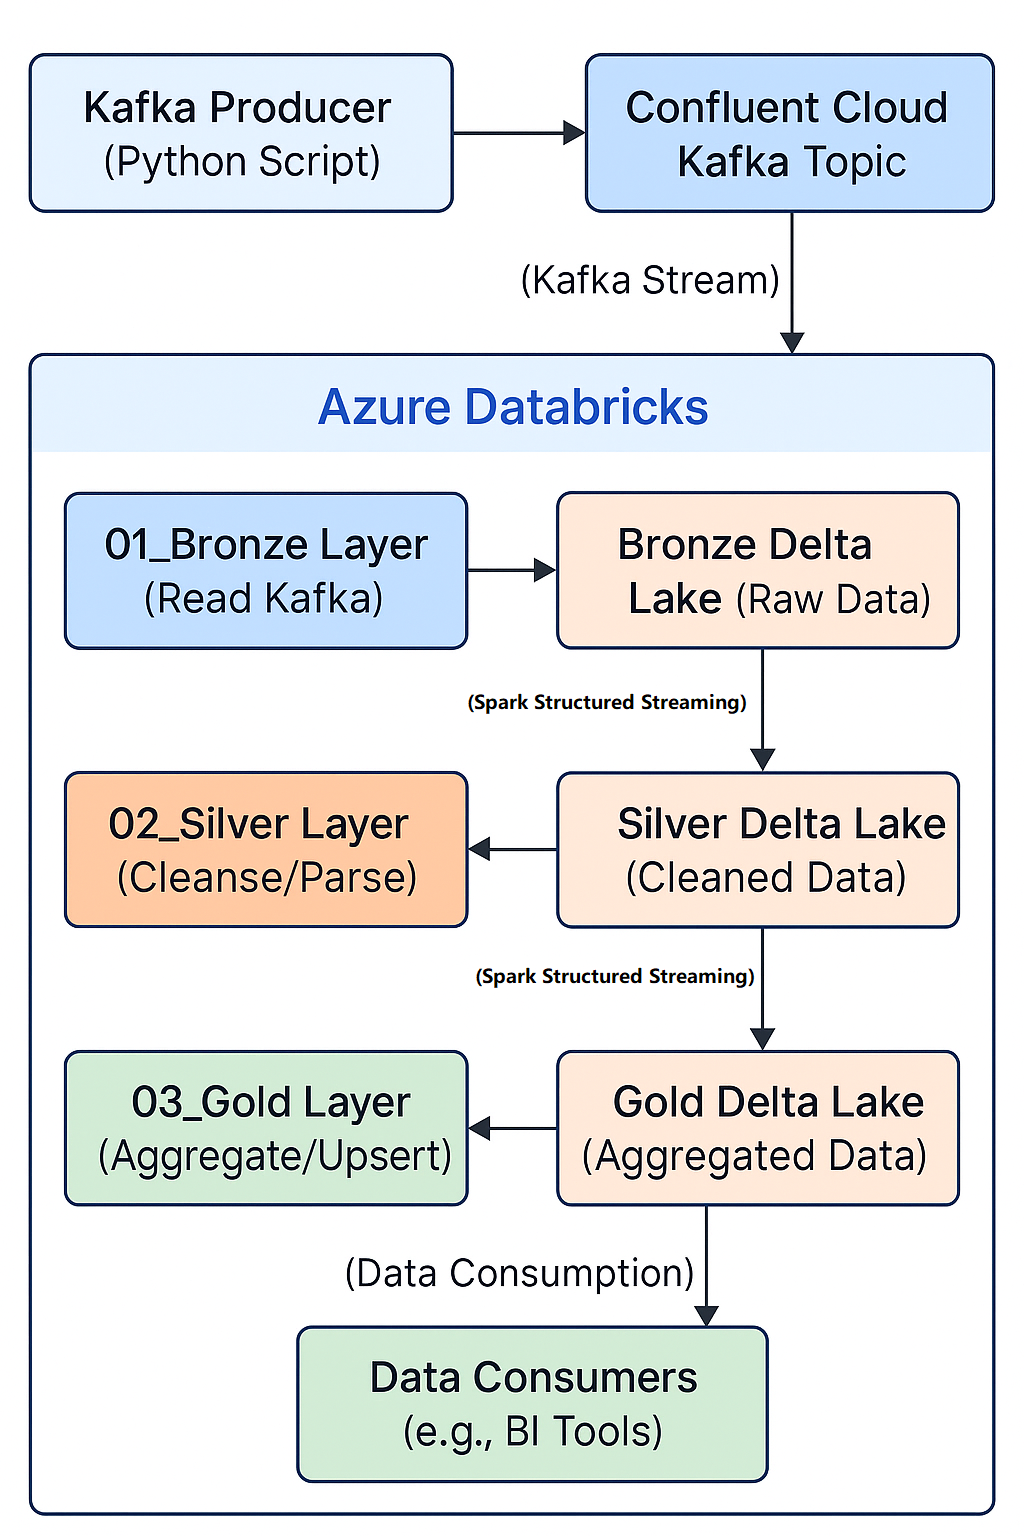 Kafka Producer
(Python Script)
Confluent Cloud
Kafka Topic
(Kafka Stream)
Azure Databricks
01_Bronze Layer
(Read Kafka)
Bronze Delta
Lake (Raw Data)
(Spark Structured Streaming)
02_Silver Layer
(Cleanse/Parse)
Silver Delta Lake
(Cleaned Data)
(Spark Structured Streaming)
03_Gold Layer
(Aggregate/Upsert)
Gold Delta Lake
(Aggregated Data)
(Data Consumption)
Data Consumers
(e.g., BI Tools)